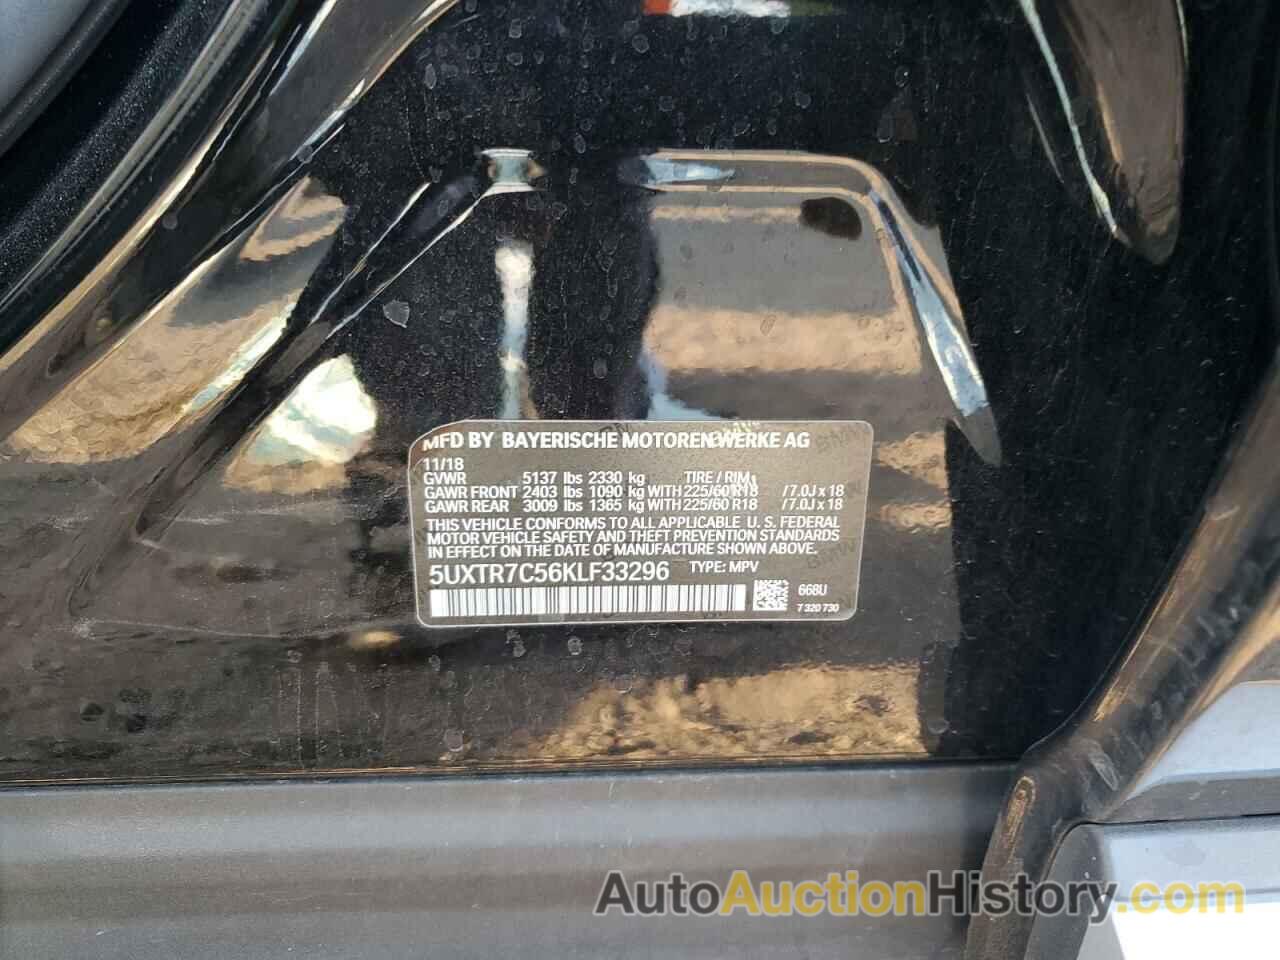 MFD BY BAYERISCHE MOTOREN WERKE AG
11/18
GVWR 5137 lbs 2330 kg TIRE / RIM
GAWR FRONT 2403 lbs 1090 kg WITH 225/60 R18 / 7.0J x 18
GAWR REAR 3009 lbs 1365 kg WITH 225/60 R18 / 7.0J x 18
THIS VEHICLE CONFORMS TO ALL APPLICABLE U. S. FEDERAL
MOTOR VEHICLE SAFETY AND THEFT PREVENTION STANDARDS
IN EFFECT ON THE DATE OF MANUFACTURE SHOWN ABOVE.
5UXTR7C56KLF33296 TYPE: MPV
668U
7 320 730
AutoAuctionHistory.com